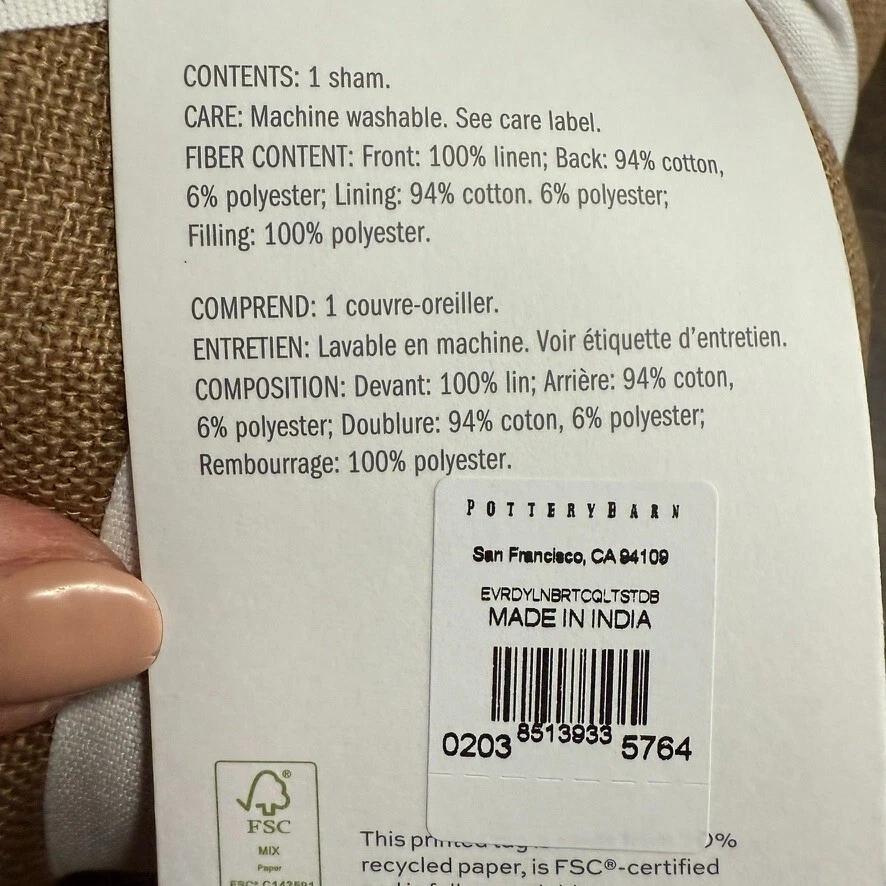 CONTENTS: 1 sham.
CARE: Machine washable. See care label.
FIBER CONTENT: Front: 100% linen; Back: 94% cotton,
6% polyester; Lining: 94% cotton. 6% polyester;
Filling: 100% polyester.
COMPREND: 1 couvre-oreiller.
ENTRETIEN: Lavable en machine. Voir étiquette d'entretien.
COMPOSITION: Devant: 100% lin; Arrière: 94% coton,
6% polyester; Doublure: 94% coton, 6% polyester;
Rembourrage: 100% polyester.
POTTERY BARN
San Francisco, CA 94109
EVRDYLNBRTCQLTSTDB
MADE IN INDIA
0203 8513933 5764
FSC
MIX
Paper
This
recycled paper, is FSC®-certified